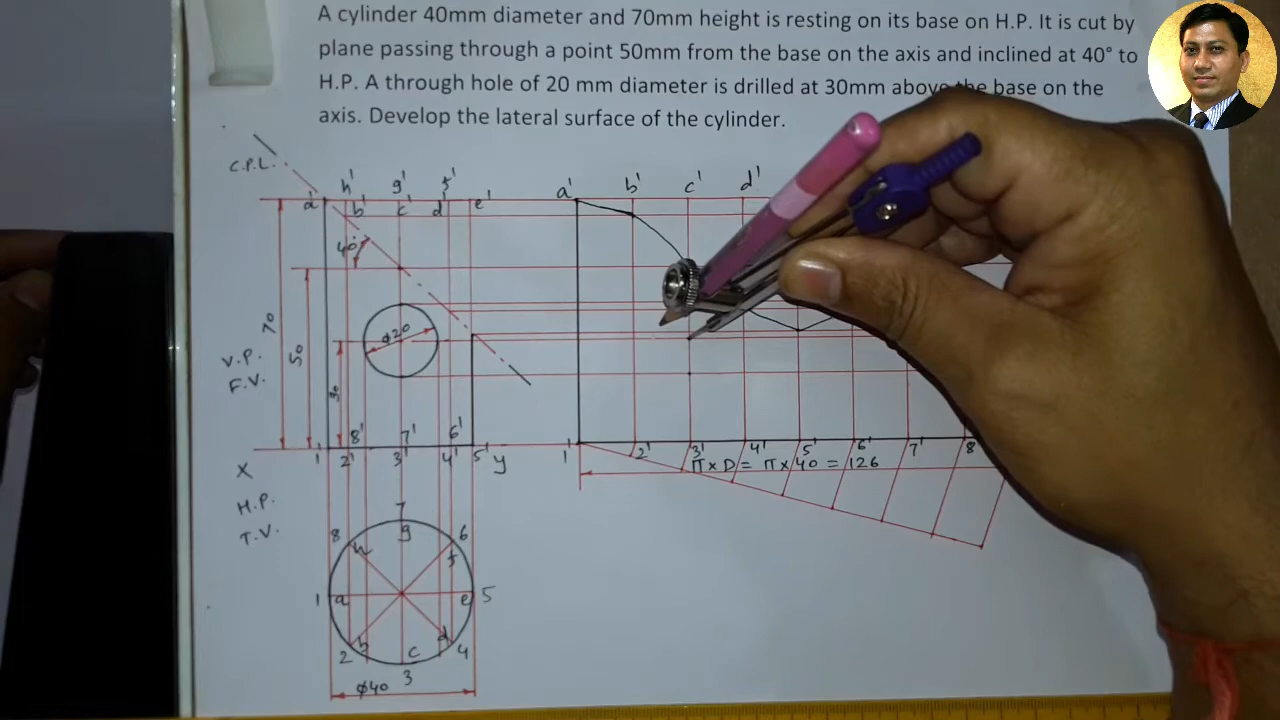 A cylinder 40mm diameter and 70mm height is resting on its base on H.P. It is cut by
plane passing through a point 50mm from the base on the axis and inclined at 40° to
H.P. A through hole of 20 mm diameter is drilled at 30mm above the base on the
axis. Develop the lateral surface of the cylinder.
C.P.L.
h' g' f'
a' b' c' d' e'
a' b' c' d'
40°
70
50
30
φ20
V.P.
F.V.
8' 7' 6'
1' 2' 3' 4' 5'
X y
1' 2' 3' 4' 5' 6' 7' 8
π × D = π × 40 = 126
H.P.
T.V.
7
8 h g f 6
1 a e 5
2 b c d 4
3
φ40